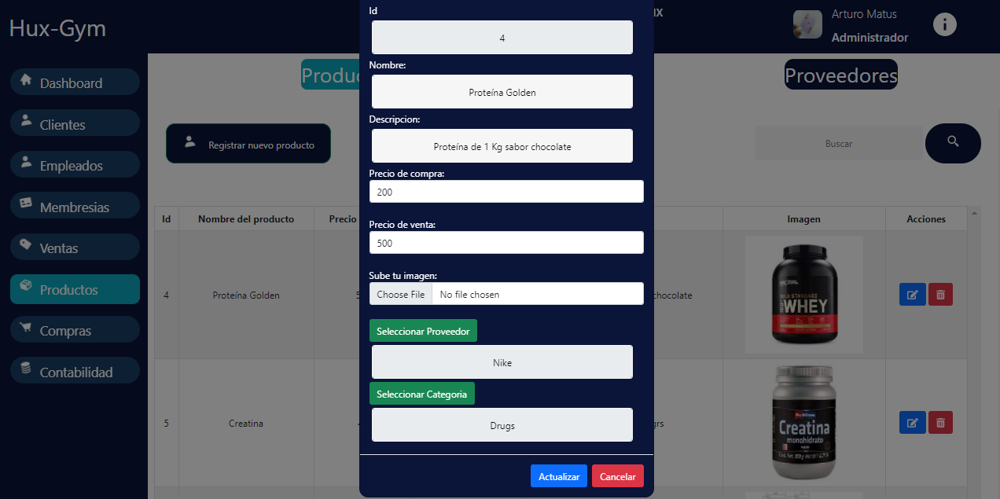 Hux-Gym
IX
Arturo Matus
Administrador
Dashboard
Clientes
Empleados
Membresias
Ventas
Productos
Compras
Contabilidad
Produc
Proveedores
Registrar nuevo producto
Buscar
Id
Nombre del producto
Precio
Imagen
Acciones
4
Proteína Golden
5
chocolate
GOLD STANDARD
100%
WHEY
5
Creatina
grs
Creatina
monohidrato
Id
4
Nombre:
Proteína Golden
Descripcion:
Proteína de 1 Kg sabor chocolate
Precio de compra:
200
Precio de venta:
500
Sube tu imagen:
Choose File
No file chosen
Seleccionar Proveedor
Nike
Seleccionar Categoria
Drugs
Actualizar
Cancelar